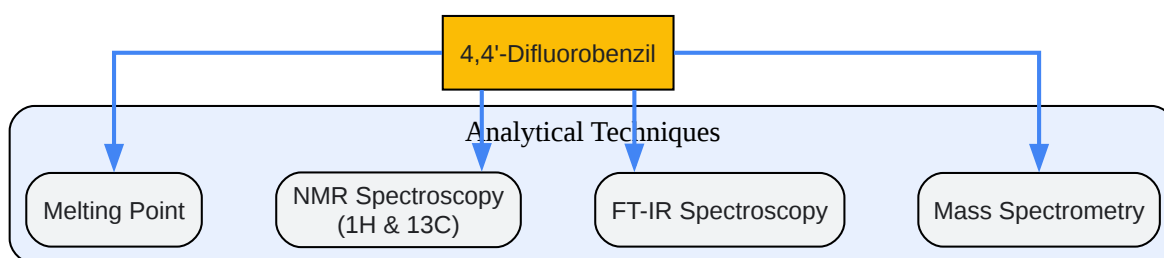 4,4'-Difluorobenzil
Analytical Techniques
Melting Point
NMR Spectroscopy
(1H & 13C)
FT-IR Spectroscopy
Mass Spectrometry